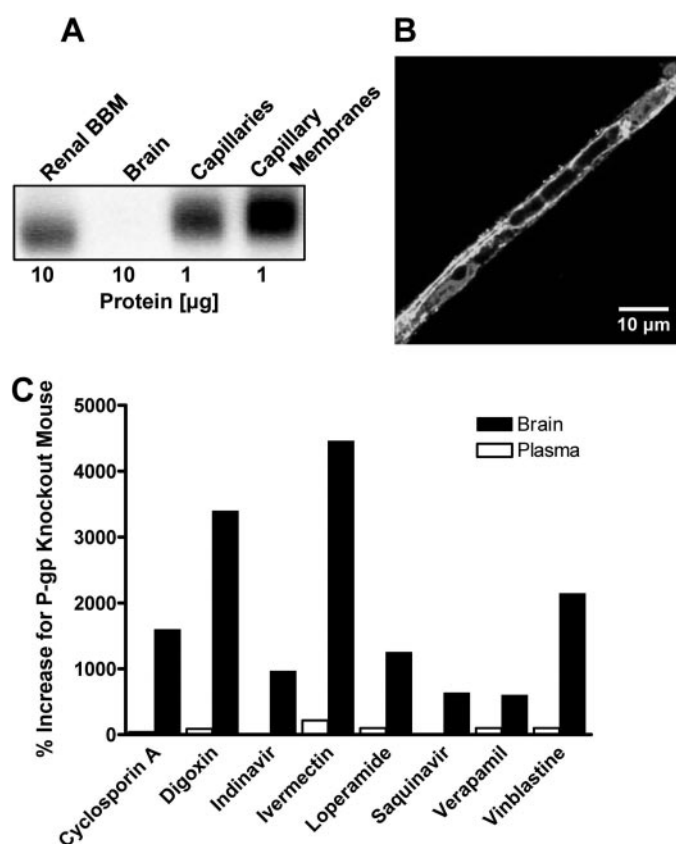 A
Renal BBM
Brain
Capillaries
Capillary
Membranes
10
10
1
1
Protein [µg]
B
10 µm
C
% Increase for P-gp Knockout Mouse
5000
4000
3000
2000
1000
0
Brain
Plasma
Cyclosporin A
Digoxin
Indinavir
Ivermectin
Loperamide
Saquinavir
Verapamil
Vinblastine